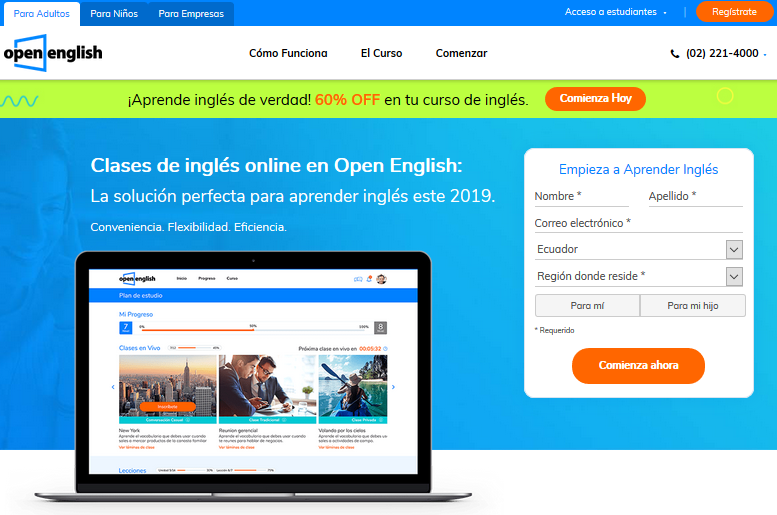 Para Adultos
Para Niños
Para Empresas
Acceso a estudiantes
Regístrate
open english
Cómo Funciona
El Curso
Comenzar
(02) 221-4000
¡Aprende inglés de verdad! 60% OFF en tu curso de inglés.
Comienza Hoy
Clases de inglés online en Open English:
La solución perfecta para aprender inglés este 2019.
Conveniencia. Flexibilidad. Eficiencia.
Empieza a Aprender Inglés
Nombre *
Apellido *
Correo electrónico *
Ecuador
Región donde reside *
Para mí
Para mi hijo
* Requerido
Comienza ahora
open english
Inicio
Progreso
Curso
Plan de estudio
Mi Progreso
7
0%
50%
100%
8
Clases en Vivo
Próxima clase en vivo en 00:05:32
Inscríbete
Conversación Casual
Clase Tradicional
Clase Privada
New York
Aprende el vocabulario que debes usar cuando
sales a mercar productos de la canasta familiar
Ver láminas de clase
Reunion gerencial
Aprende el vocabulario que debes usar cuando
te reunes para hablar de negocios.
Ver láminas de clase
Volando por los cielos
Aprende el vocabulario que debes us
sales a actividades de campo.
Ver láminas de clase
Lecciones